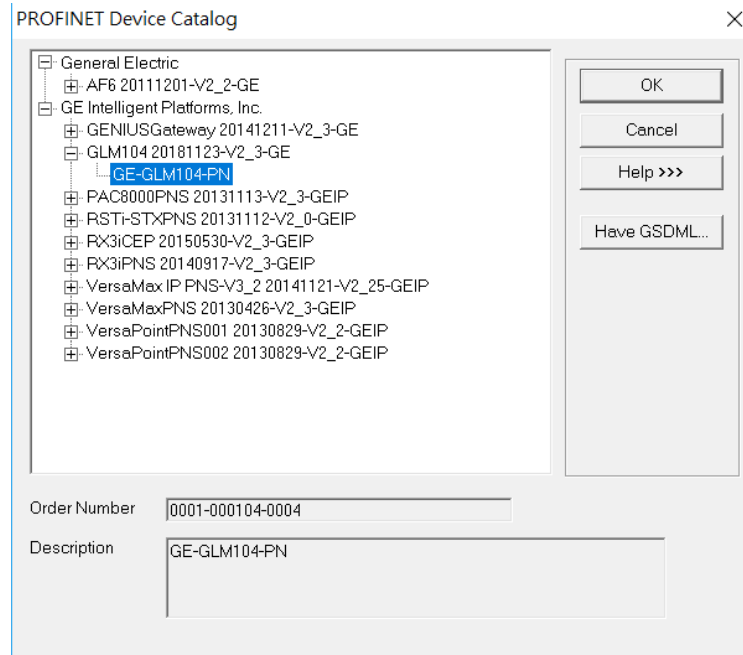 PROFINET Device Catalog
General Electric
AF6 20111201-V2_2-GE
GE Intelligent Platforms, Inc.
GENIUSGateway 20141211-V2_3-GE
GLM104 20181123-V2_3-GE
GE-GLM104-PN
PAC8000PNS 20131113-V2_3-GEIP
RSTi-STXPNS 20131112-V2_0-GEIP
RX3iCEP 20150530-V2_3-GEIP
RX3iPNS 20140917-V2_3-GEIP
VersaMax IP PNS-V3_2 20141121-V2_25-GEIP
VersaMaxPNS 20130426-V2_3-GEIP
VersaPointPNS001 20130829-V2_2-GEIP
VersaPointPNS002 20130829-V2_2-GEIP
OK
Cancel
Help >>>
Have GSDML...
Order Number 0001-000104-0004
Description GE-GLM104-PN